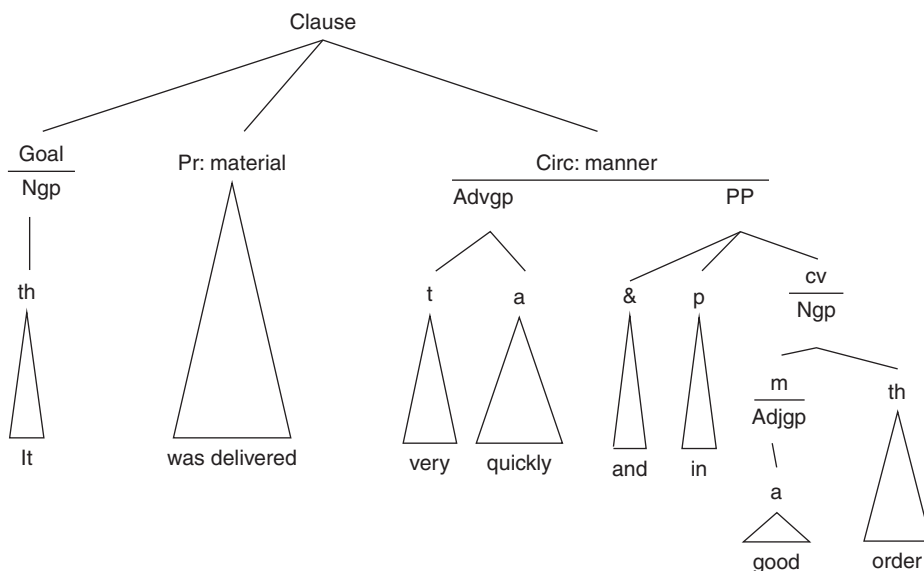 Clause
Goal Pr: material Circ: manner
Ngp Advgp PP
th t a & p cv
Ngp
m th
Adjgp
It was delivered very quickly and in
a
good order